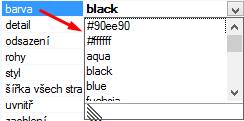 barva black
detail #90ee90
odsazení #ffffff
rohy aqua
styl black
šířka všech stra blue
uvnitř